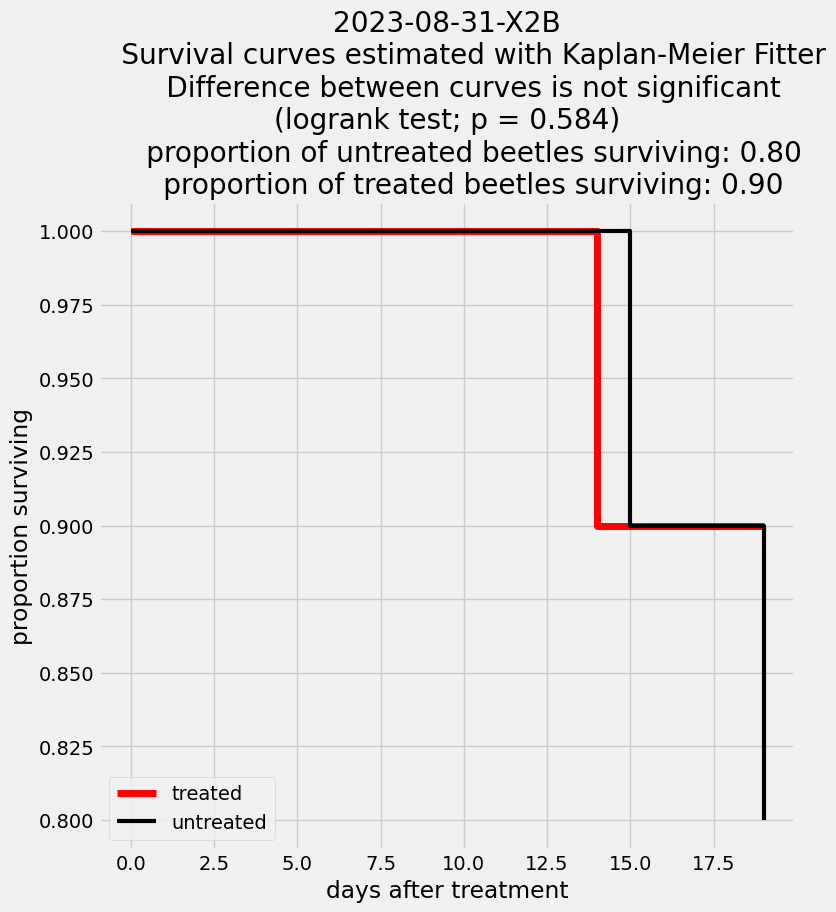 2023-08-31-X2B
Survival curves estimated with Kaplan-Meier Fitter
Difference between curves is not significant
(logrank test; p = 0.584)
proportion of untreated beetles surviving: 0.80
proportion of treated beetles surviving: 0.90
1.000
0.975
0.950
0.925
0.900
0.875
0.850
0.825
0.800
proportion surviving
treated
untreated
0.0 2.5 5.0 7.5 10.0 12.5 15.0 17.5
days after treatment